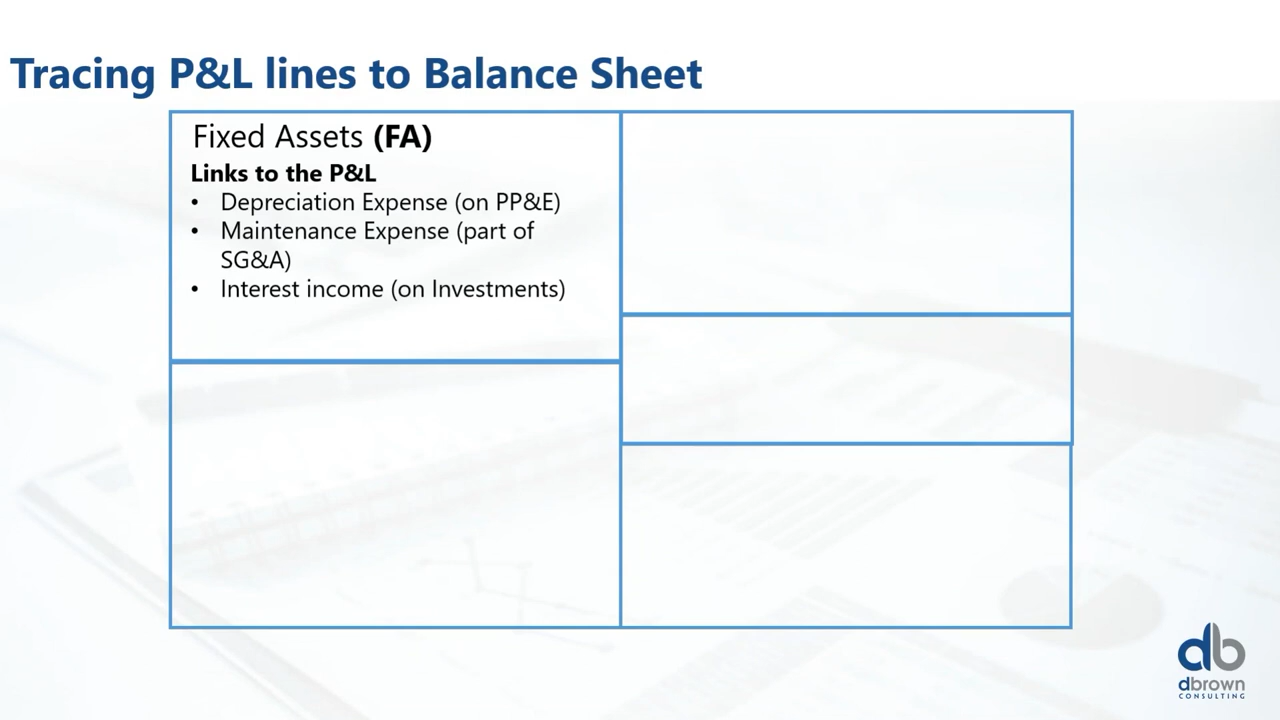 Tracing P&L lines to Balance Sheet
Fixed Assets (FA)
Links to the P&L
• Depreciation Expense (on PP&E)
• Maintenance Expense (part of
SG&A)
• Interest income (on Investments)
db
dbrown
CONSULTING